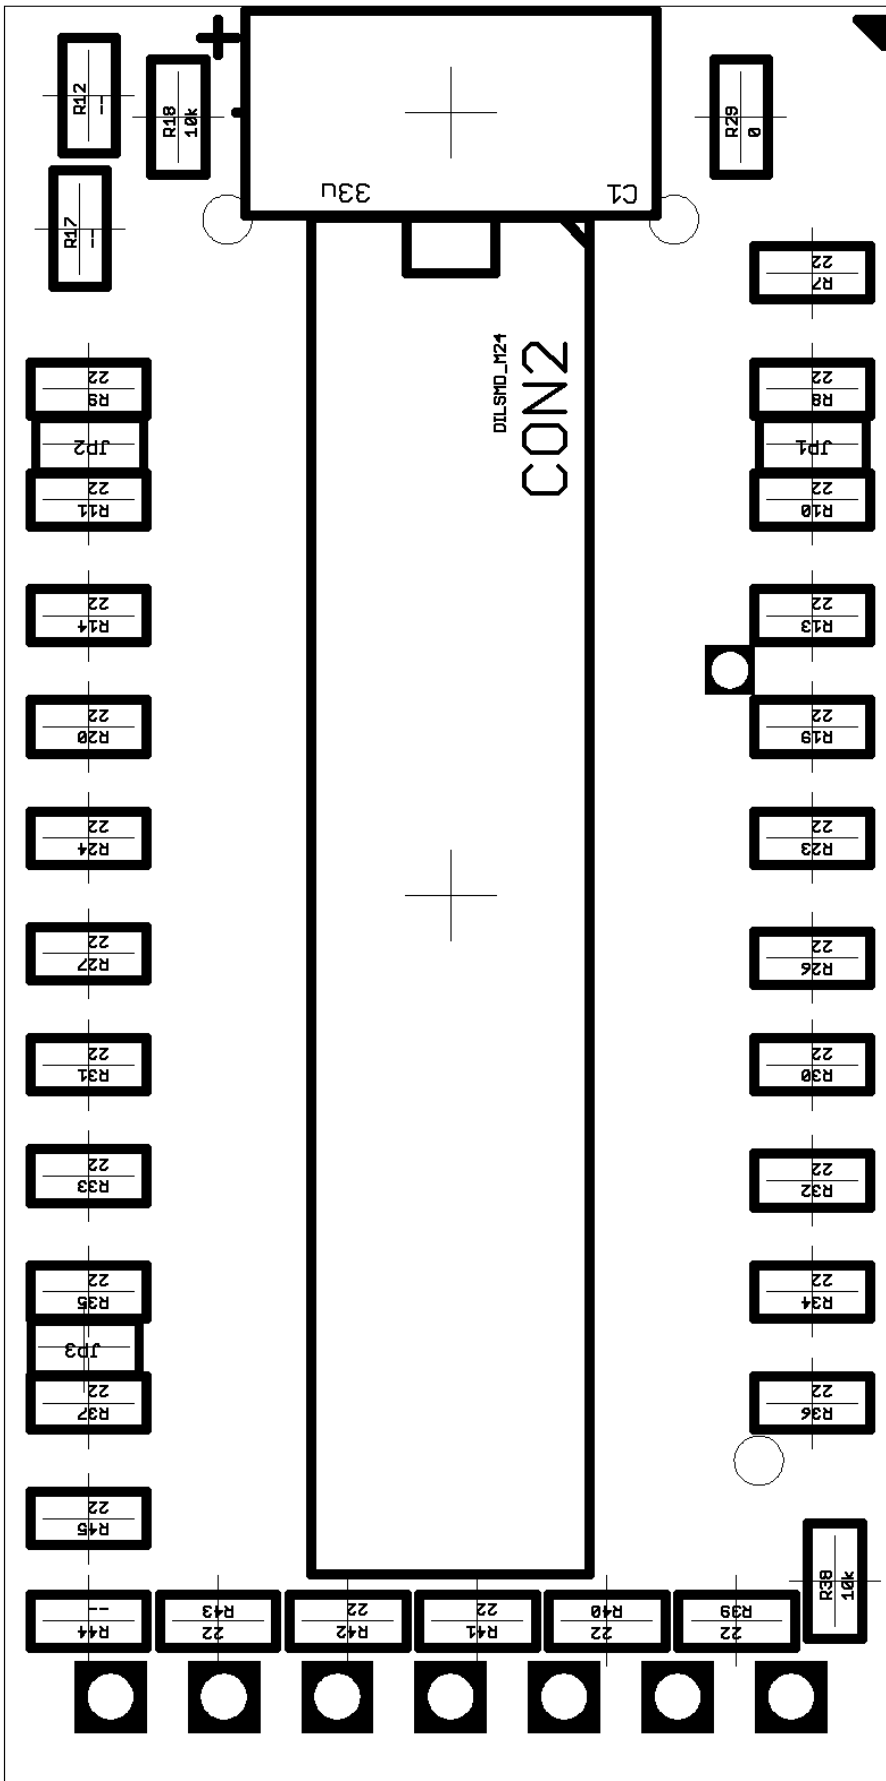 +
-
R12
--
R18
10k
R29
0
33u
C1
R17
--
22
R7
DILSMD_M24
CON2
22
R9
22
R8
JP2
JP1
22
R11
22
R10
22
R14
22
R13
22
R20
22
R19
22
R24
22
R23
22
R27
22
R26
22
R31
22
R30
22
R33
22
R32
22
R35
22
R34
JP3
22
R37
22
R36
22
R45
R38
10k
--
R44
R43
22
22
R42
22
R41
R40
22
R39
22